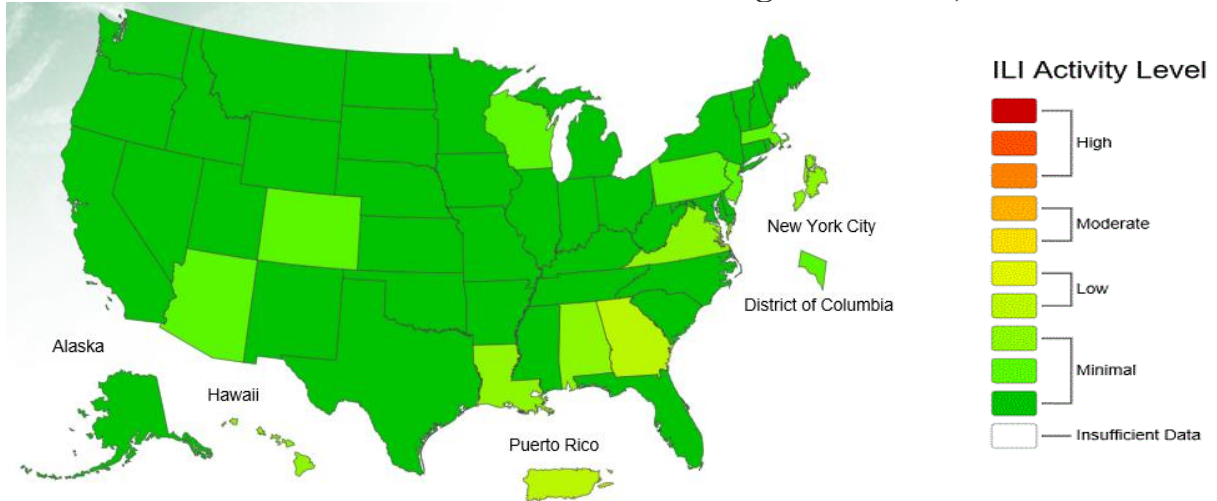 ILI Activity Level
High
Moderate
Low
Minimal
Insufficient Data
New York City
District of Columbia
Alaska
Hawaii
Puerto Rico